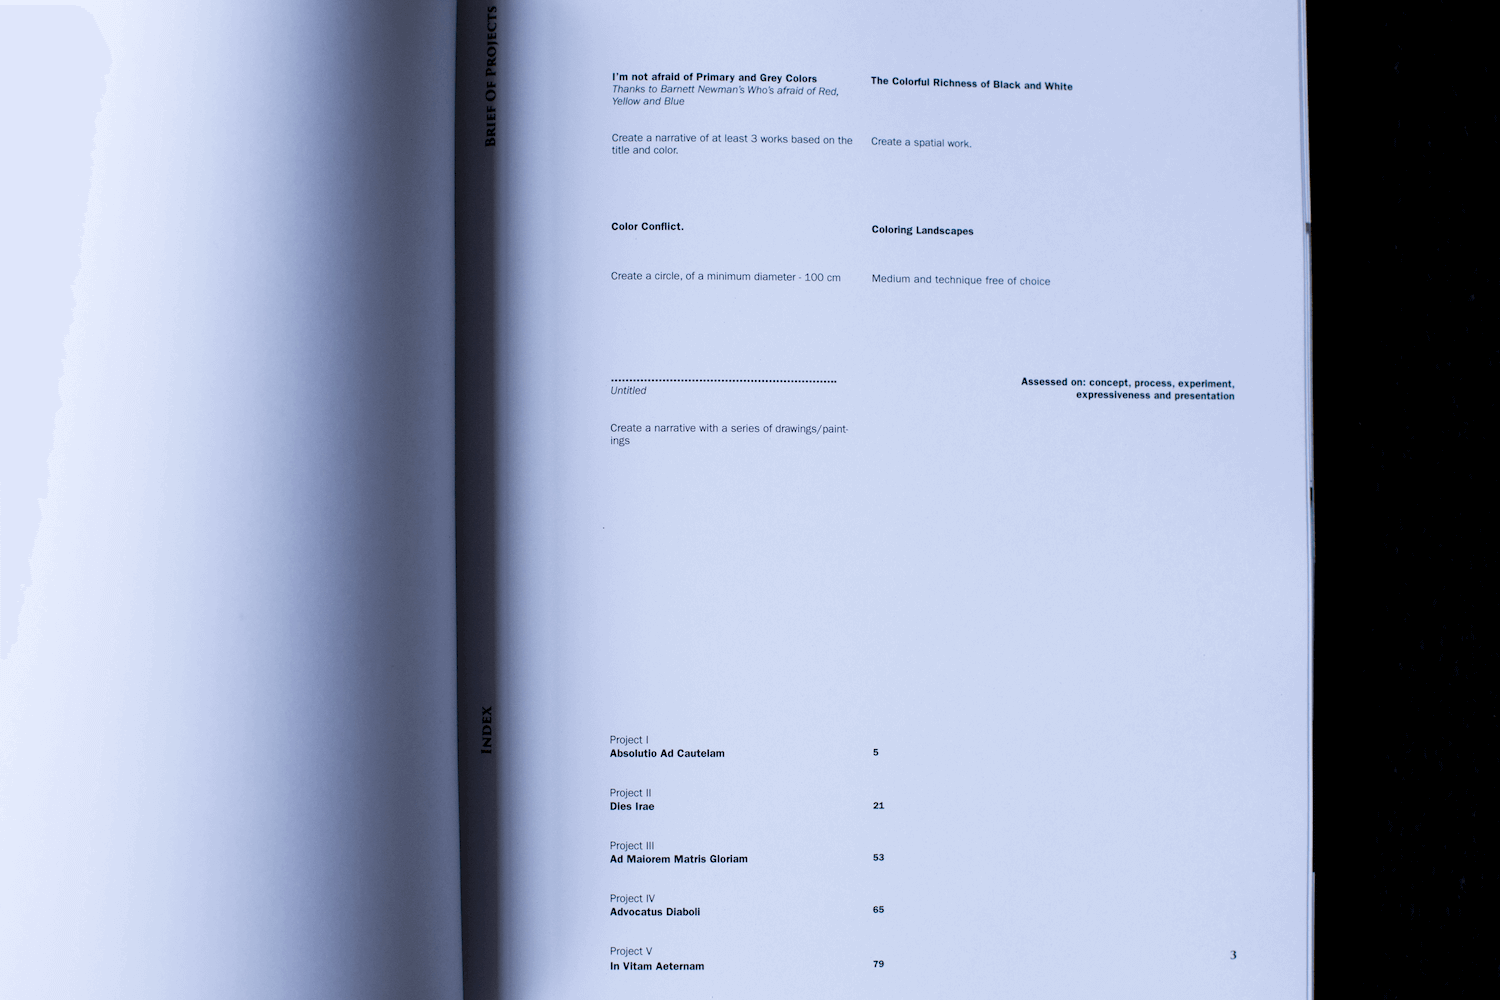 BRIEF OF PROJECTS
I'm not afraid of Primary and Grey Colors
Thanks to Barnett Newman's Who's afraid of Red,
Yellow and Blue
Create a narrative of at least 3 works based on the
title and color.
The Colorful Richness of Black and White
Create a spatial work.
Color Conflict.
Create a circle, of a minimum diameter - 100 cm
Coloring Landscapes
Medium and technique free of choice
Untitled
Create a narrative with a series of drawings/paint-
ings
Assessed on: concept, process, experiment,
expressiveness and presentation
INDEX
Project I
Absolutio Ad Cautelam 5
Project II
Dies Irae 21
Project III
Ad Maiorem Matris Gloriam 53
Project IV
Advocatus Diaboli 65
Project V
In Vitam Aeternam 79
3